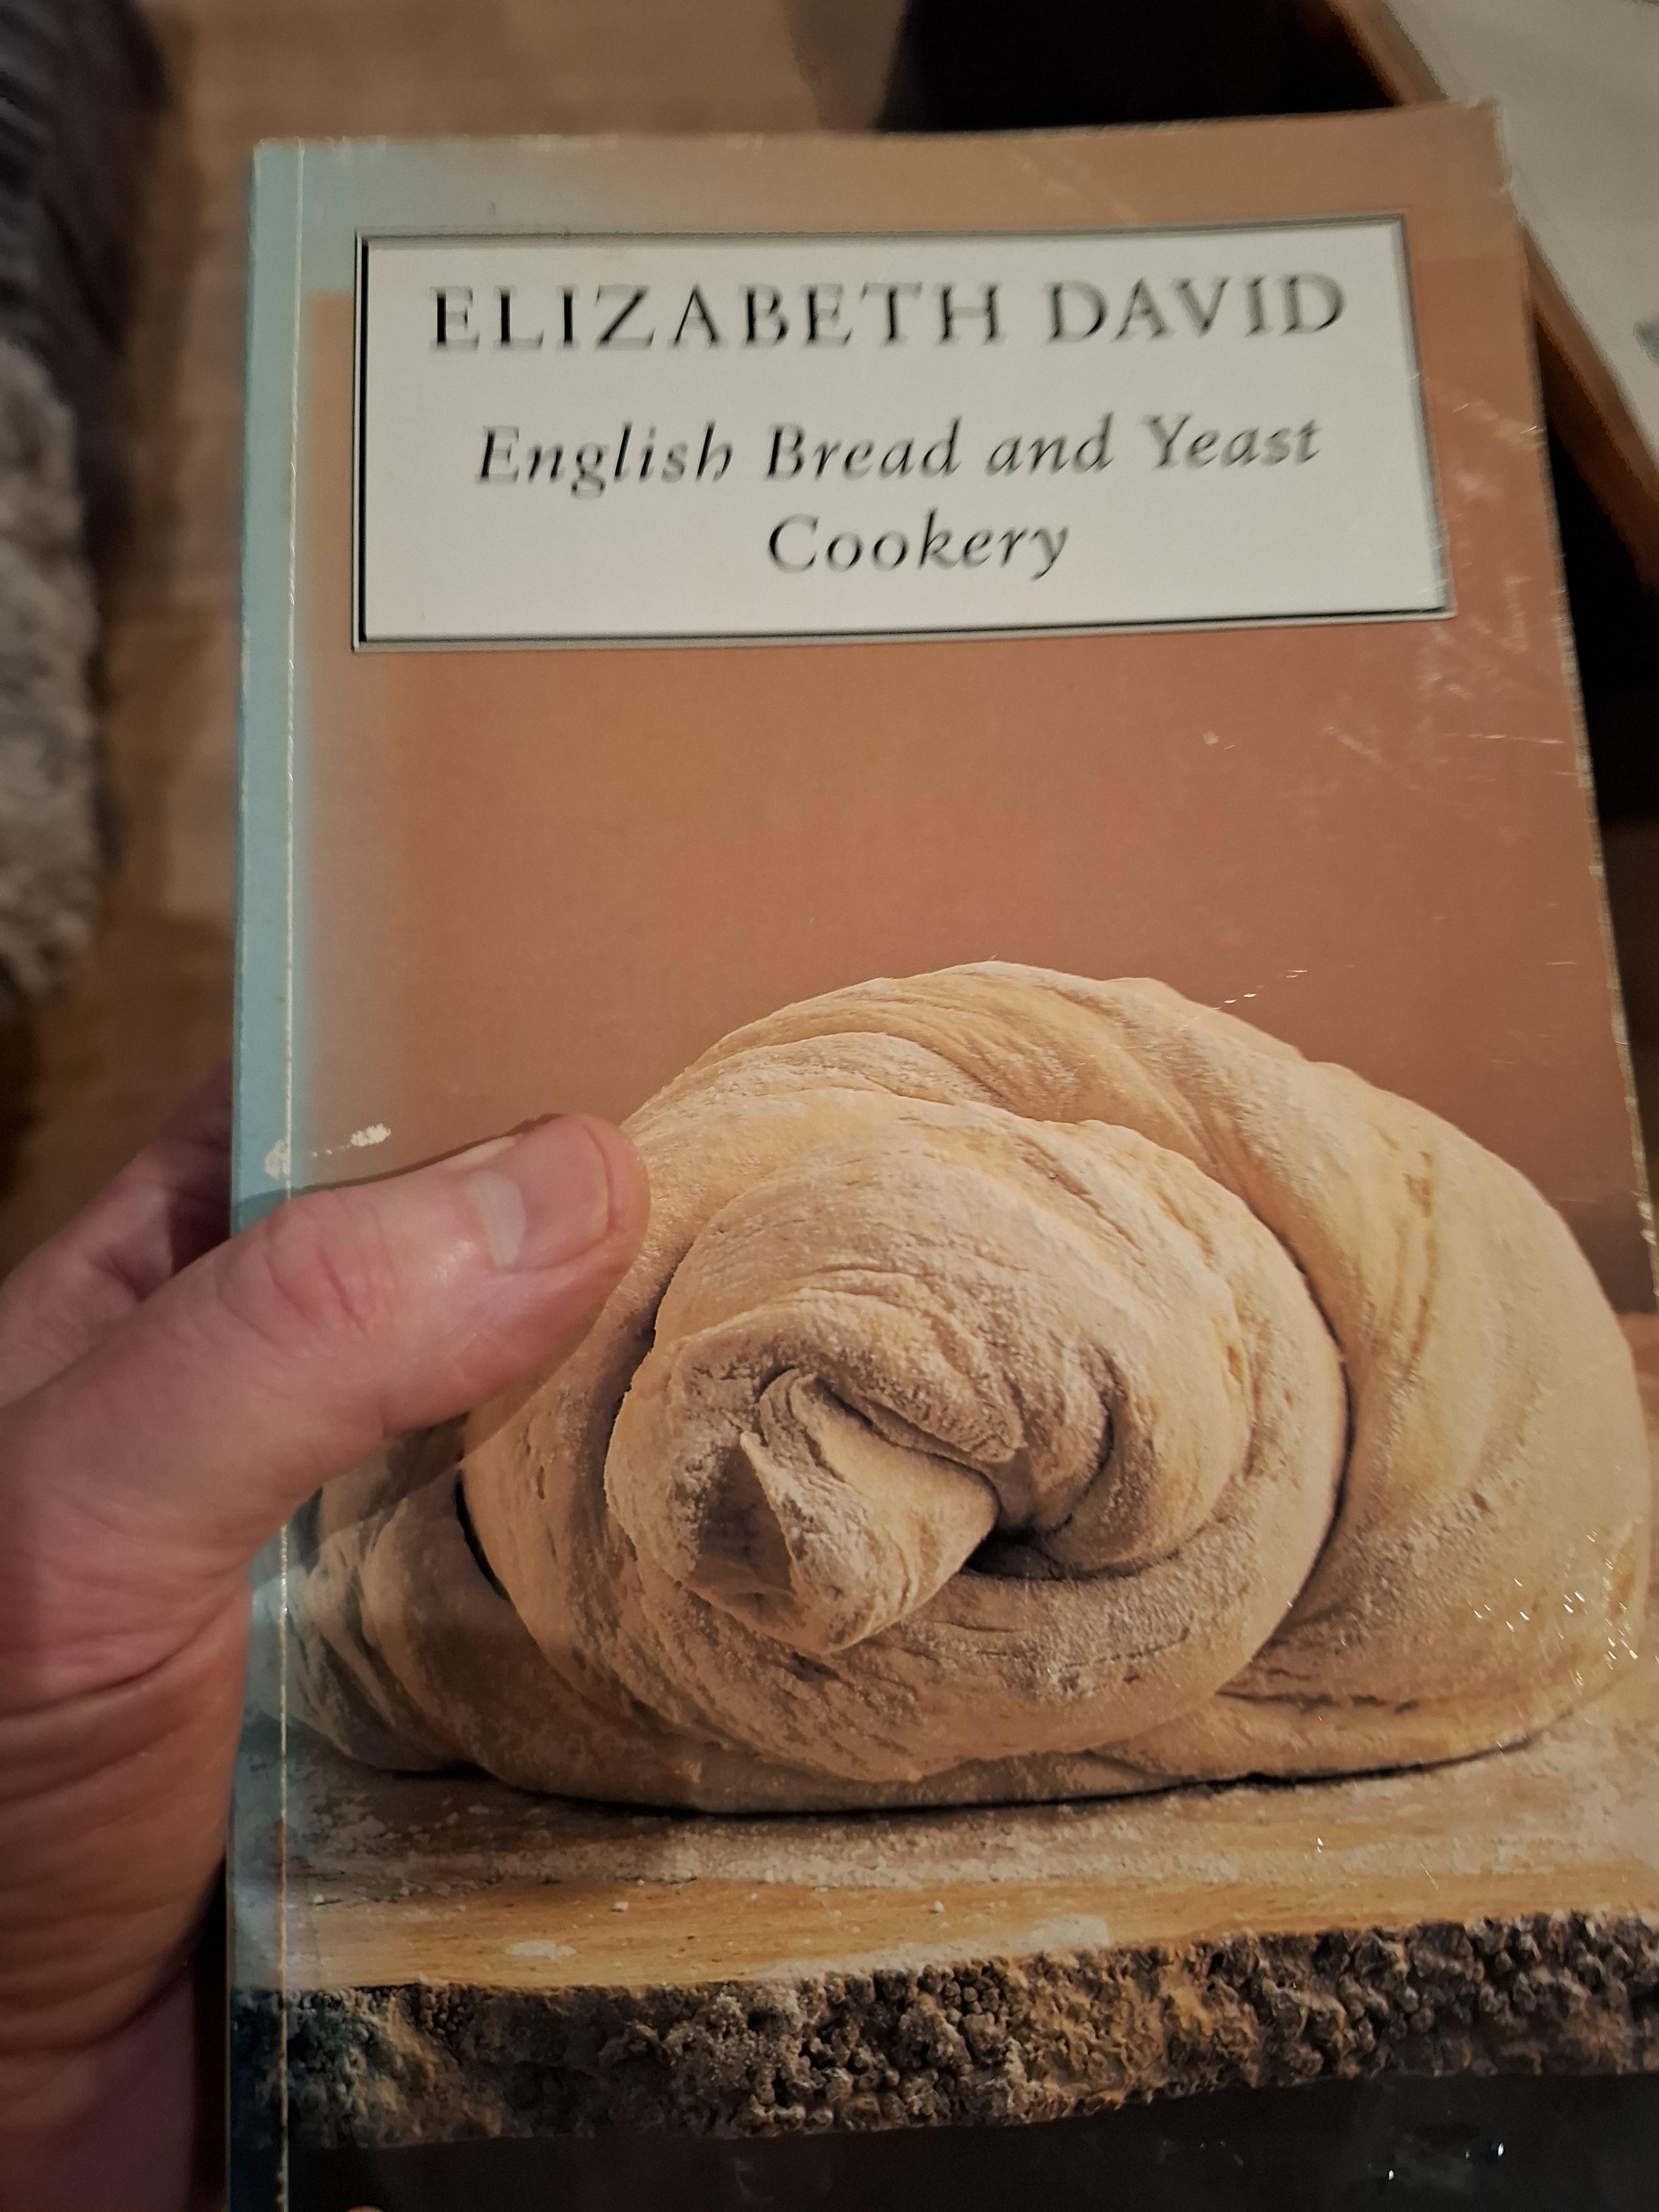 ELIZABETH DAVID
English Bread and Yeast
Cookery